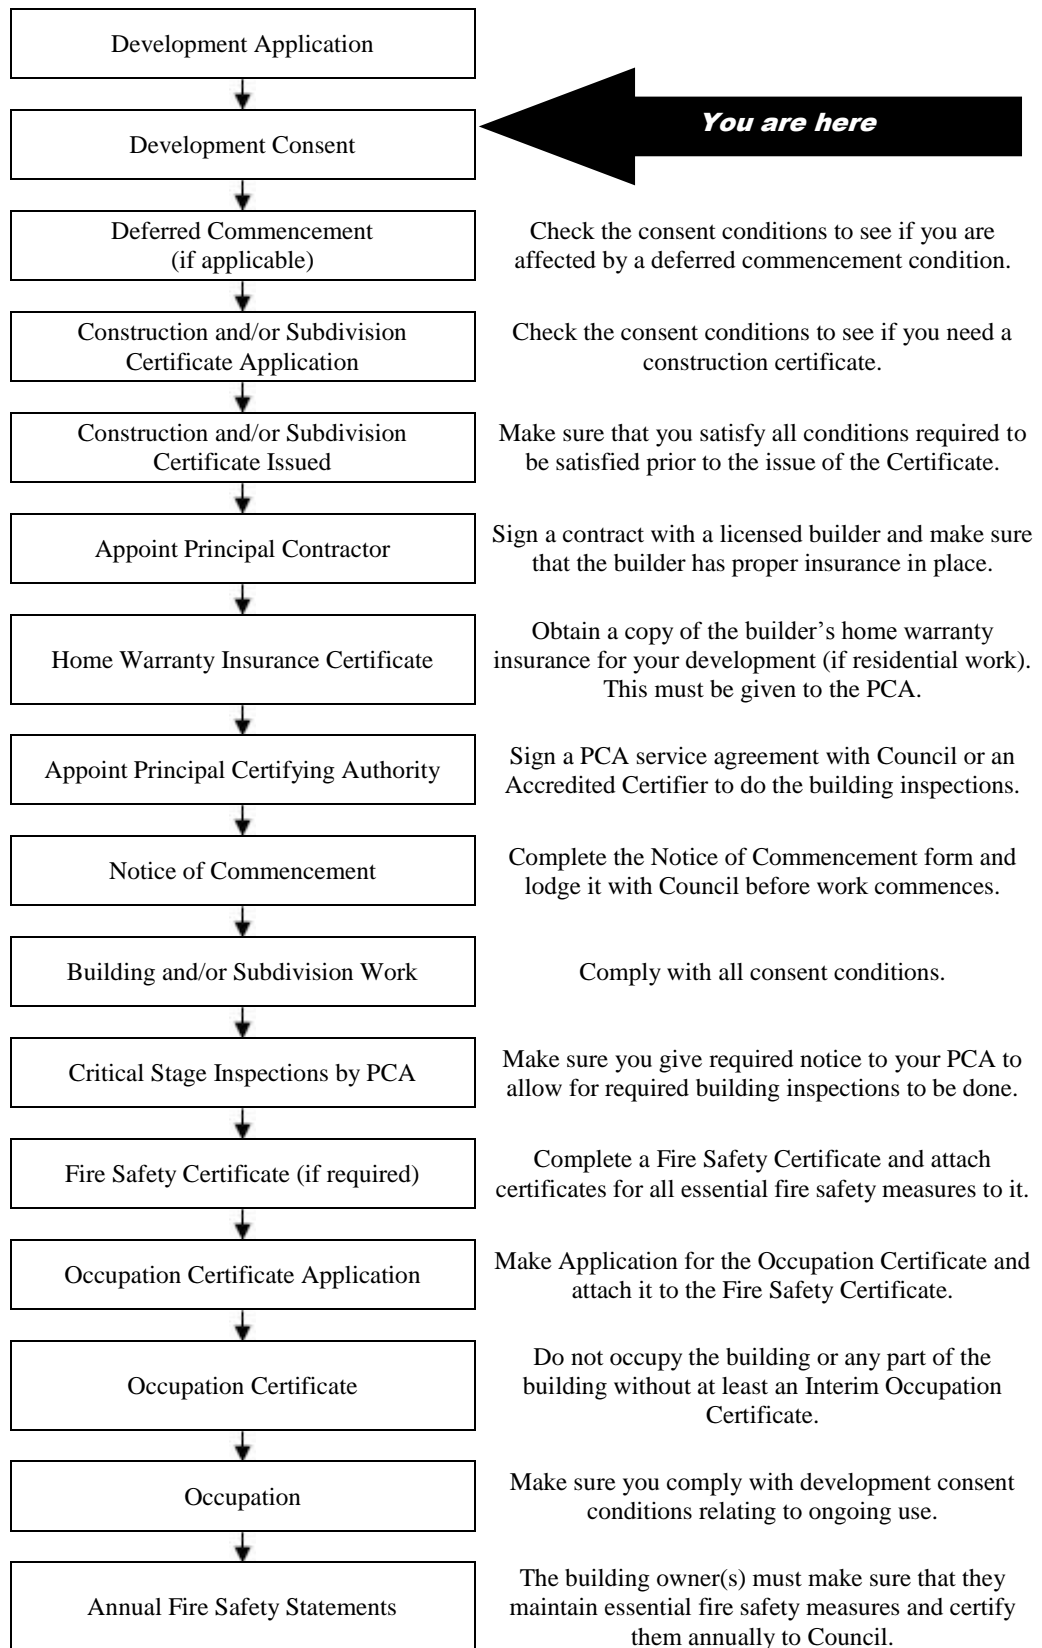 Development Application
You are here
Development Consent
Deferred Commencement
(if applicable)
Check the consent conditions to see if you are
affected by a deferred commencement condition.
Construction and/or Subdivision
Certificate Application
Check the consent conditions to see if you need a
construction certificate.
Construction and/or Subdivision
Certificate Issued
Make sure that you satisfy all conditions required to
be satisfied prior to the issue of the Certificate.
Appoint Principal Contractor
Sign a contract with a licensed builder and make sure
that the builder has proper insurance in place.
Home Warranty Insurance Certificate
Obtain a copy of the builder’s home warranty
insurance for your development (if residential work).
This must be given to the PCA.
Appoint Principal Certifying Authority
Sign a PCA service agreement with Council or an
Accredited Certifier to do the building inspections.
Notice of Commencement
Complete the Notice of Commencement form and
lodge it with Council before work commences.
Building and/or Subdivision Work
Comply with all consent conditions.
Critical Stage Inspections by PCA
Make sure you give required notice to your PCA to
allow for required building inspections to be done.
Fire Safety Certificate (if required)
Complete a Fire Safety Certificate and attach
certificates for all essential fire safety measures to it.
Occupation Certificate Application
Make Application for the Occupation Certificate and
attach it to the Fire Safety Certificate.
Occupation Certificate
Do not occupy the building or any part of the
building without at least an Interim Occupation
Certificate.
Occupation
Make sure you comply with development consent
conditions relating to ongoing use.
Annual Fire Safety Statements
The building owner(s) must make sure that they
maintain essential fire safety measures and certify
them annually to Council.